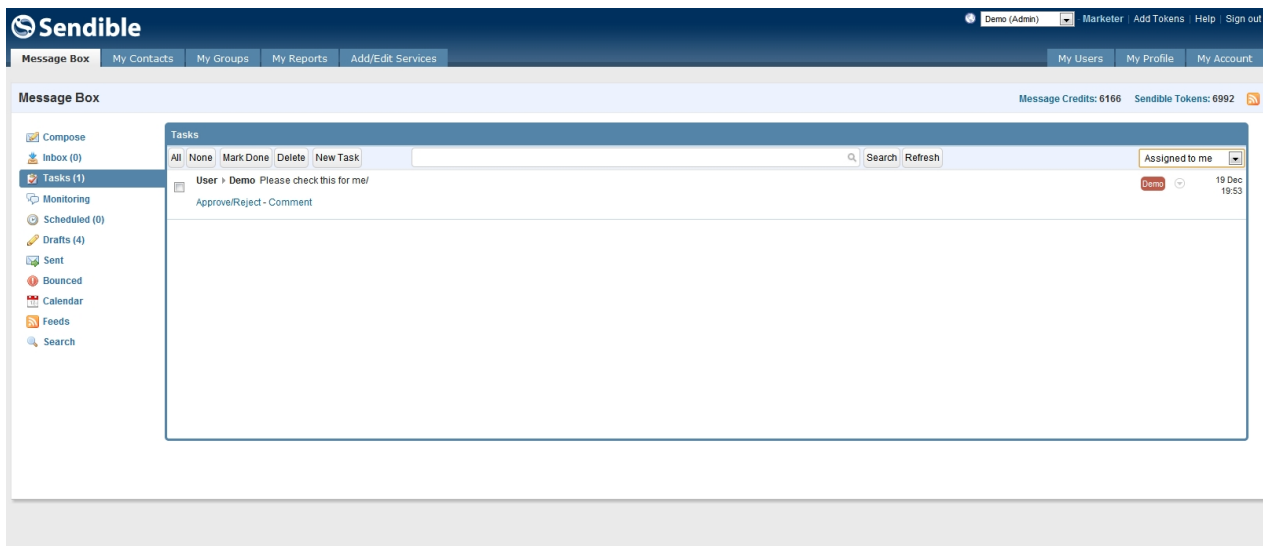 Sendible
Demo (Admin) - Marketer | Add Tokens | Help | Sign out
Message Box My Contacts My Groups My Reports Add/Edit Services My Users My Profile My Account
Message Box Message Credits: 6166 Sendible Tokens: 6992
Compose
Inbox (0)
Tasks (1)
Monitoring
Scheduled (0)
Drafts (4)
Sent
Bounced
Calendar
Feeds
Search
Tasks
All None Mark Done Delete New Task Search Refresh Assigned to me
User Demo Please check this for me/ Demo 19 Dec
19:53
Approve/Reject - Comment